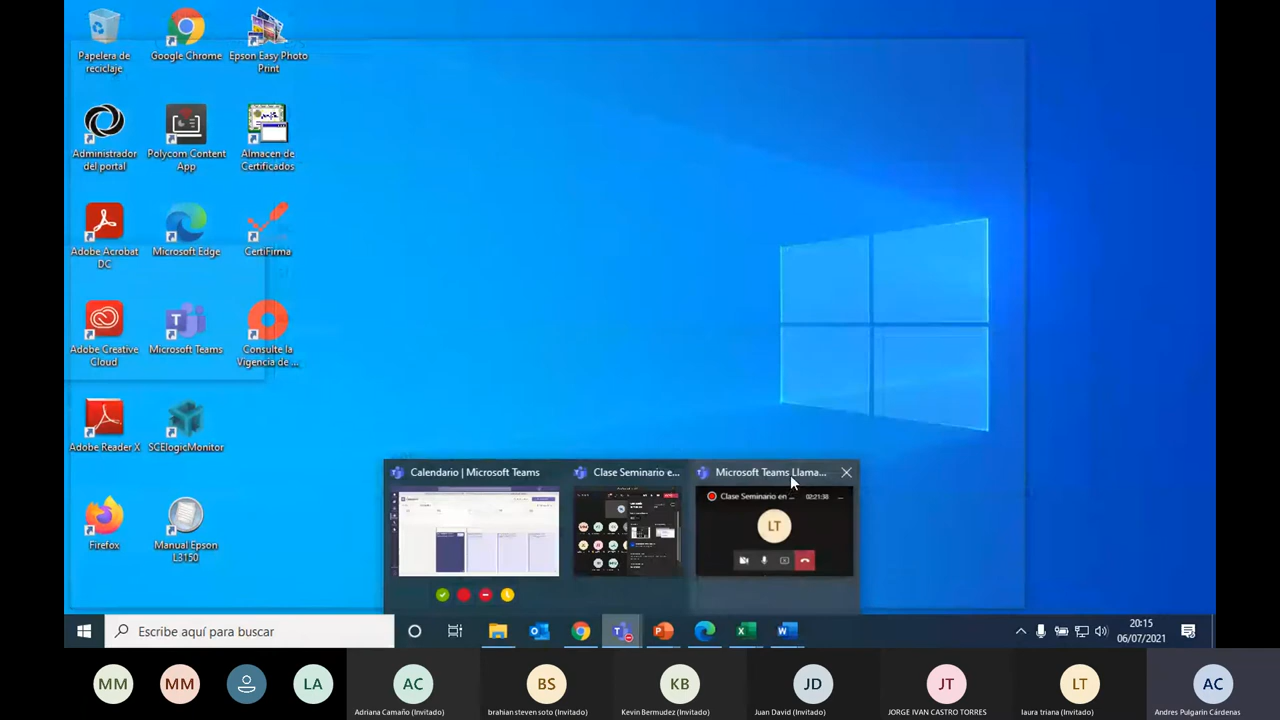 Papelera de
reciclaje
Google Chrome
Epson Easy Photo
Print
Administrador
del portal
Polycom Content
App
Almacen de
Certificados
Adobe Acrobat
DC
Microsoft Edge
CertiFirma
Adobe Creative
Cloud
Microsoft Teams
Consulte la
Vigencia de ...
Adobe Reader X
SCElogicMonitor
Firefox
Manual Epson
L3150
Calendario | Microsoft Teams
Clase Seminario e...
Microsoft Teams Llama...
Clase Seminario en ...
02:21:38
LT
Escribe aquí para buscar
20:15
06/07/2021
MM
MM
LA
AC
BS
KB
JD
JT
LT
AC
Adriana Camaño (Invitado)
brahian steven soto (Invitado)
Kevin Bermudez (Invitado)
Juan David (Invitado)
JORGE IVAN CASTRO TORRES
laura triana (Invitado)
Andres Pulgarin Cárdenas